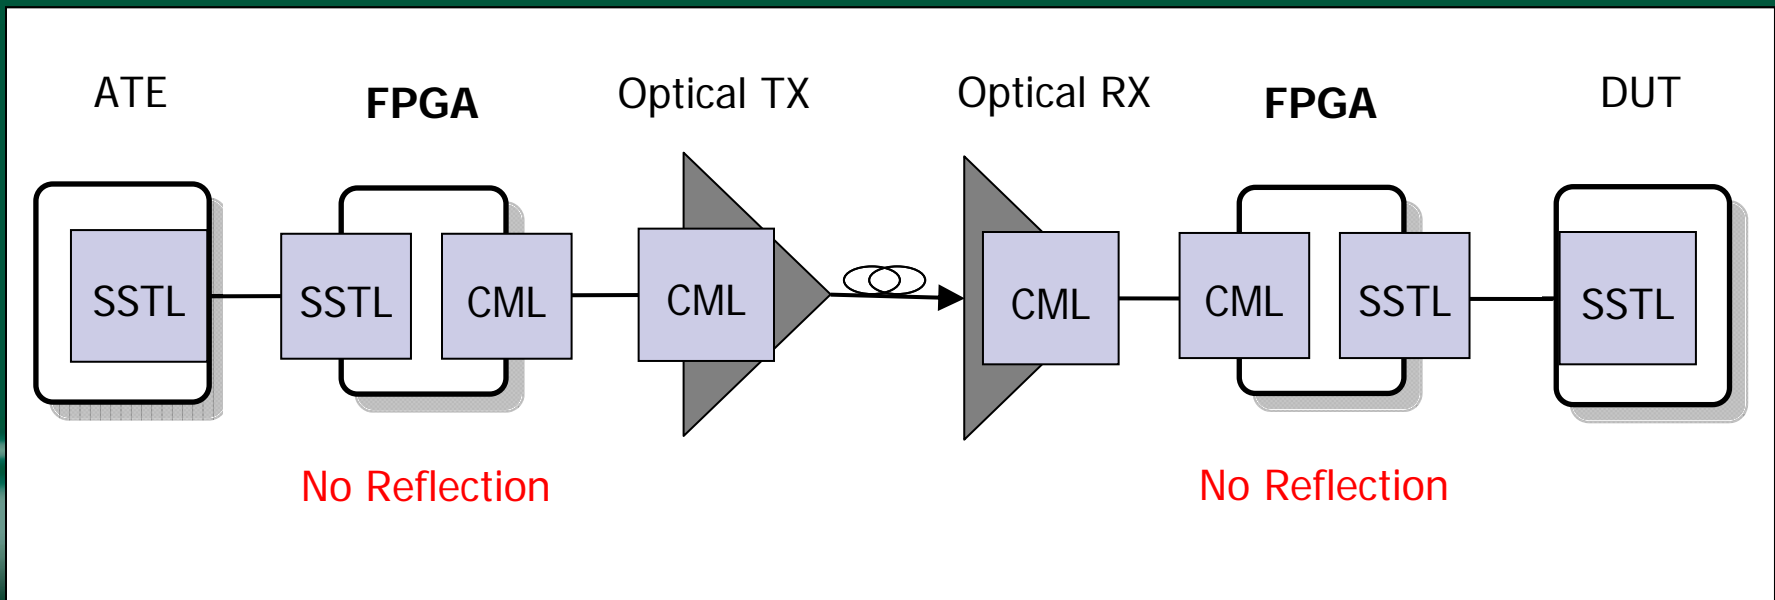 ATE FPGA Optical TX Optical RX FPGA DUT
SSTL SSTL CML CML CML CML SSTL SSTL
No Reflection No Reflection